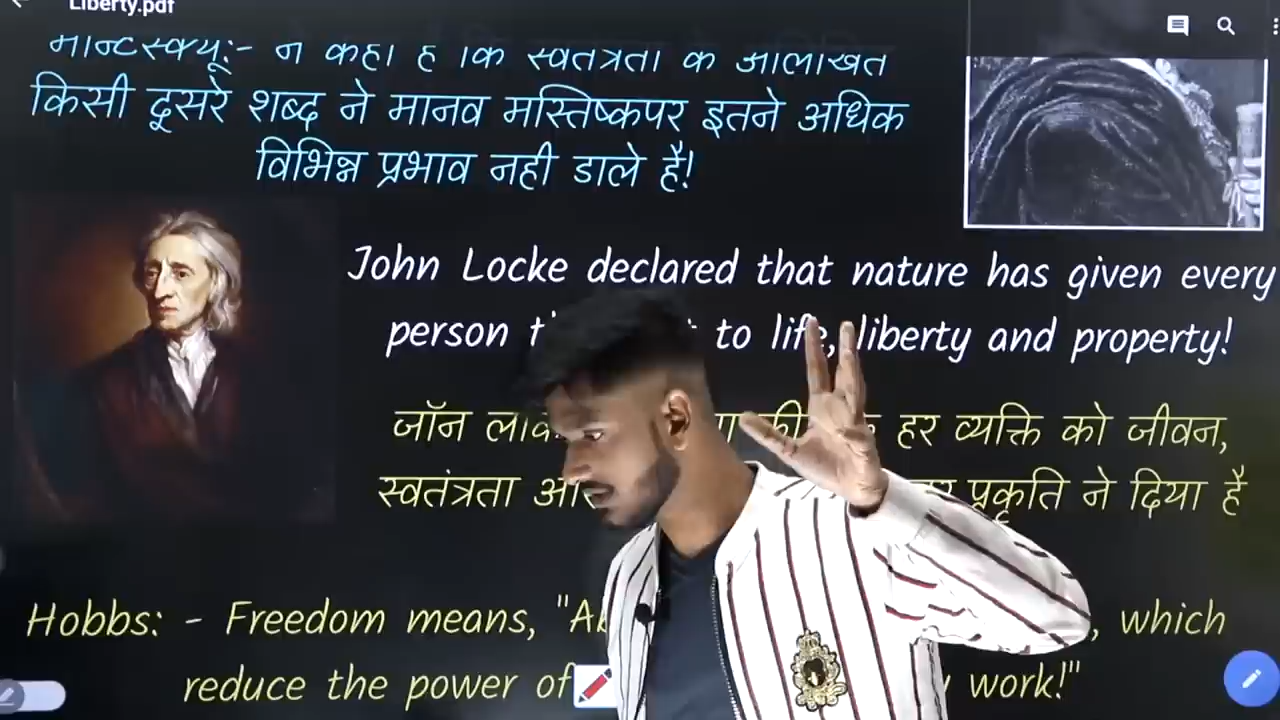 Liberty.pdf
मान्टेस्क्यू:- ने कहा है कि स्वतंत्रता के अलिखित
किसी दूसरे शब्द ने मानव मस्तिष्कपर इतने अधिक
विभिन्न प्रभाव नही डाले है!
John Locke declared that nature has given every
person to life, liberty and property!
जॉन हर व्यक्ति को जीवन,
स्वतंत्रता प्रकृति ने दिया है
Hobbs: - Freedom means, " , which
reduce the power of work!"